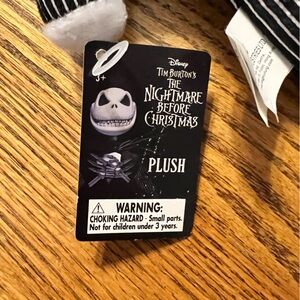 3+
Disney
TIM BURTON'S
THE
NIGHTMARE
BEFORE
CHRISTMAS
PLUSH
WARNING:
CHOKING HAZARD - Small parts.
Not for children under 3 years.